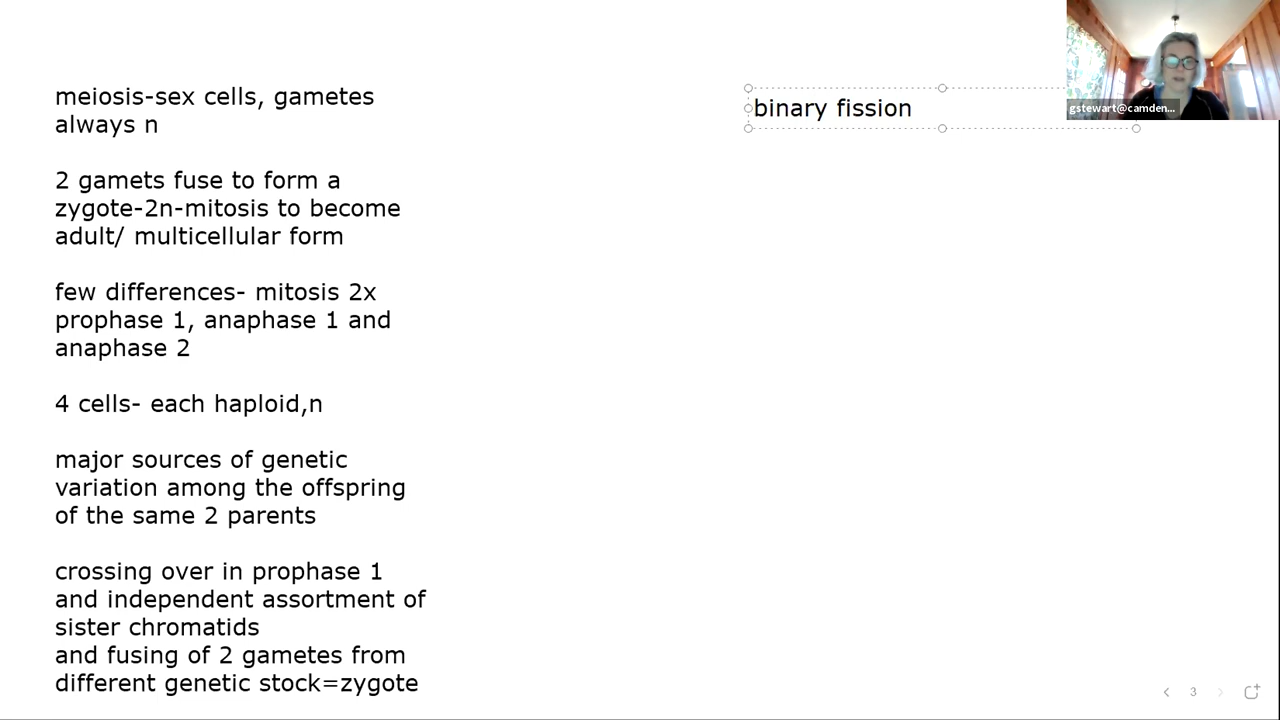 meiosis-sex cells, gametes
always n
2 gamets fuse to form a
zygote-2n-mitosis to become
adult/ multicellular form
few differences- mitosis 2x
prophase 1, anaphase 1 and
anaphase 2
4 cells- each haploid,n
major sources of genetic
variation among the offspring
of the same 2 parents
crossing over in prophase 1
and independent assortment of
sister chromatids
and fusing of 2 gametes from
different genetic stock=zygote
binary fission
gstewart@camden...
3